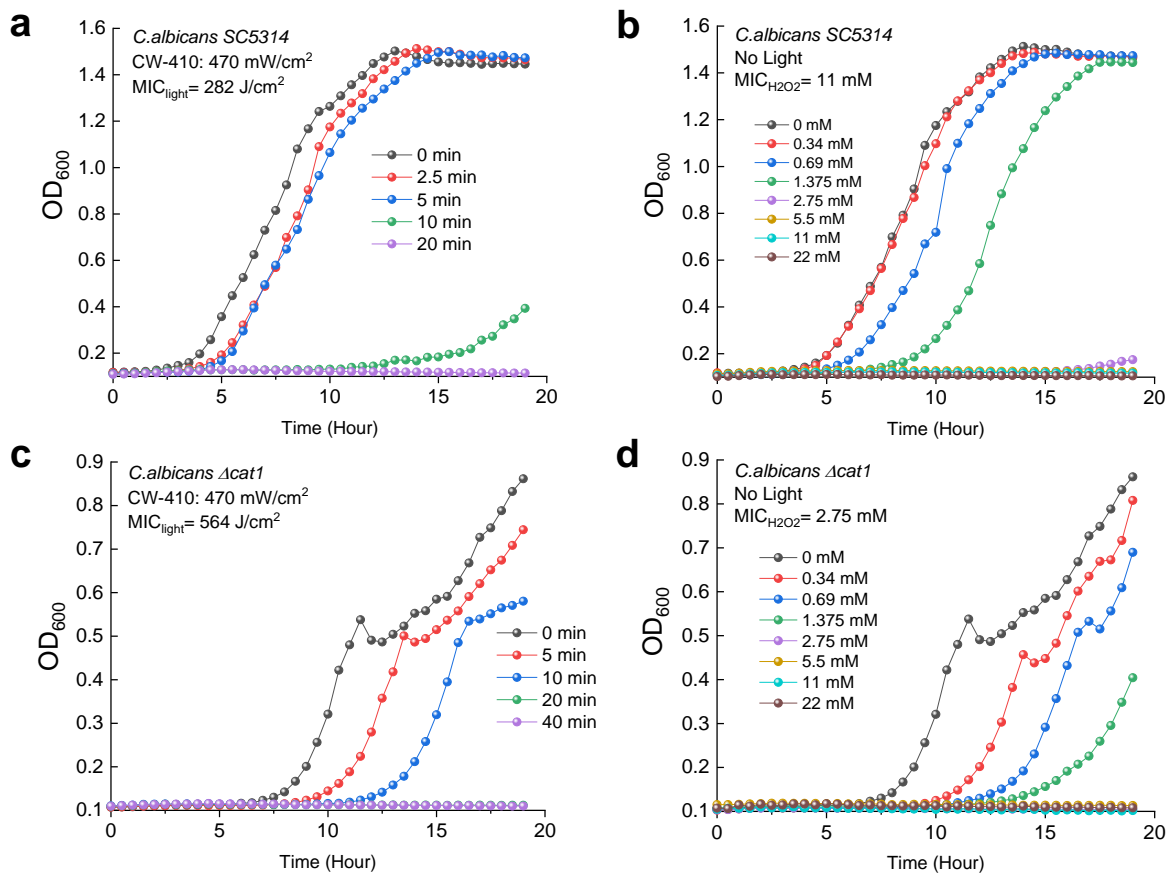 a
C.albicans SC5314
CW-410: 470 mW/cm²
MIC_light= 282 J/cm²
0 min
2.5 min
5 min
10 min
20 min
OD₆₀₀
1.6
1.4
1.2
1.0
0.8
0.6
0.4
0.2
0 5 10 15 20
Time (Hour)
b
C.albicans SC5314
No Light
MIC_H2O2= 11 mM
0 mM
0.34 mM
0.69 mM
1.375 mM
2.75 mM
5.5 mM
11 mM
22 mM
OD₆₀₀
1.6
1.4
1.2
1.0
0.8
0.6
0.4
0.2
0 5 10 15 20
Time (Hour)
c
C.albicans Δcat1
CW-410: 470 mW/cm²
MIC_light= 564 J/cm²
0 min
5 min
10 min
20 min
40 min
OD₆₀₀
0.9
0.8
0.7
0.6
0.5
0.4
0.3
0.2
0.1
0 5 10 15 20
Time (Hour)
d
C.albicans Δcat1
No Light
MIC_H2O2= 2.75 mM
0 mM
0.34 mM
0.69 mM
1.375 mM
2.75 mM
5.5 mM
11 mM
22 mM
OD₆₀₀
0.9
0.8
0.7
0.6
0.5
0.4
0.3
0.2
0.1
0 5 10 15 20
Time (Hour)